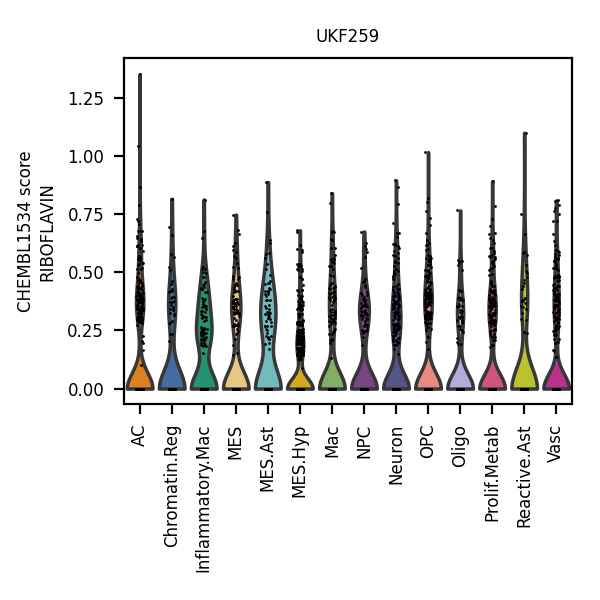 UKF259
CHEMBL1534 score
RIBOFLAVIN
1.25
1.00
0.75
0.50
0.25
0.00
AC
Chromatin.Reg
Inflammatory.Mac
MES
MES.Ast
MES.Hyp
Mac
NPC
Neuron
OPC
Oligo
Prolif.Metab
Reactive.Ast
Vasc